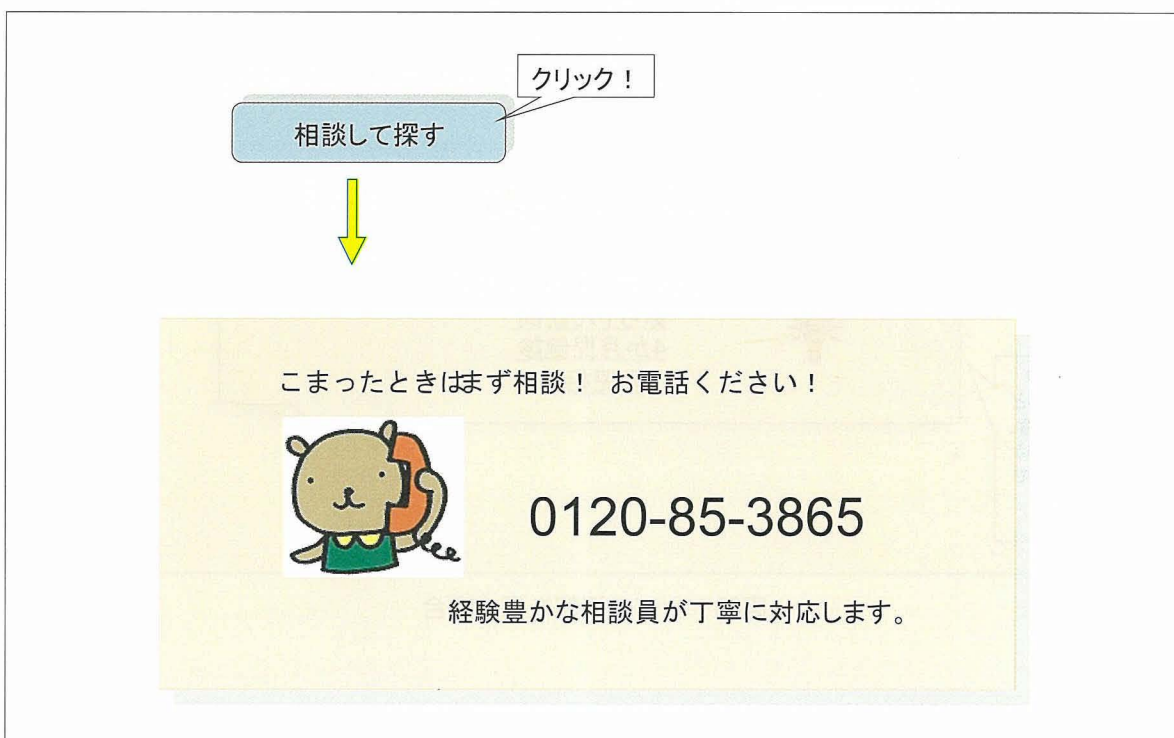 クリック！
相談して探す
こまったときはまず相談！ お電話ください！
0120-85-3865
経験豊かな相談員が丁寧に対応します。